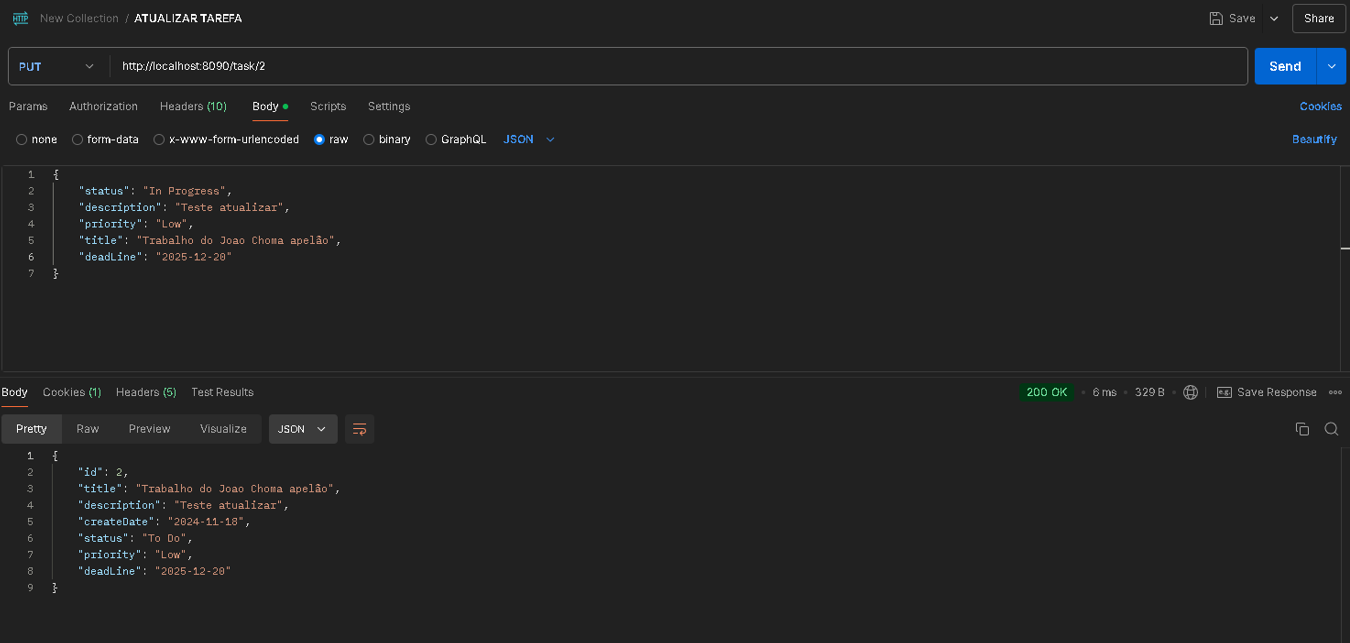 HTTP New Collection / ATUALIZAR TAREFA Save Share
PUT http://localhost:8090/task/2 Send
Params Authorization Headers (10) Body Scripts Settings Cookies
none form-data x-www-form-urlencoded raw binary GraphQL JSON Beautify
1 {
2 "status": "In Progress",
3 "description": "Teste atualizar",
4 "priority": "Low",
5 "title": "Trabalho do Joao Choma apelão",
6 "deadLine": "2025-12-20"
7 }
Body Cookies (1) Headers (5) Test Results 200 OK 6 ms 329 B e.g. Save Response
Pretty Raw Preview Visualize JSON
1 {
2 "id": 2,
3 "title": "Trabalho do Joao Choma apelão",
4 "description": "Teste atualizar",
5 "createDate": "2024-11-18",
6 "status": "To Do",
7 "priority": "Low",
8 "deadLine": "2025-12-20"
9 }